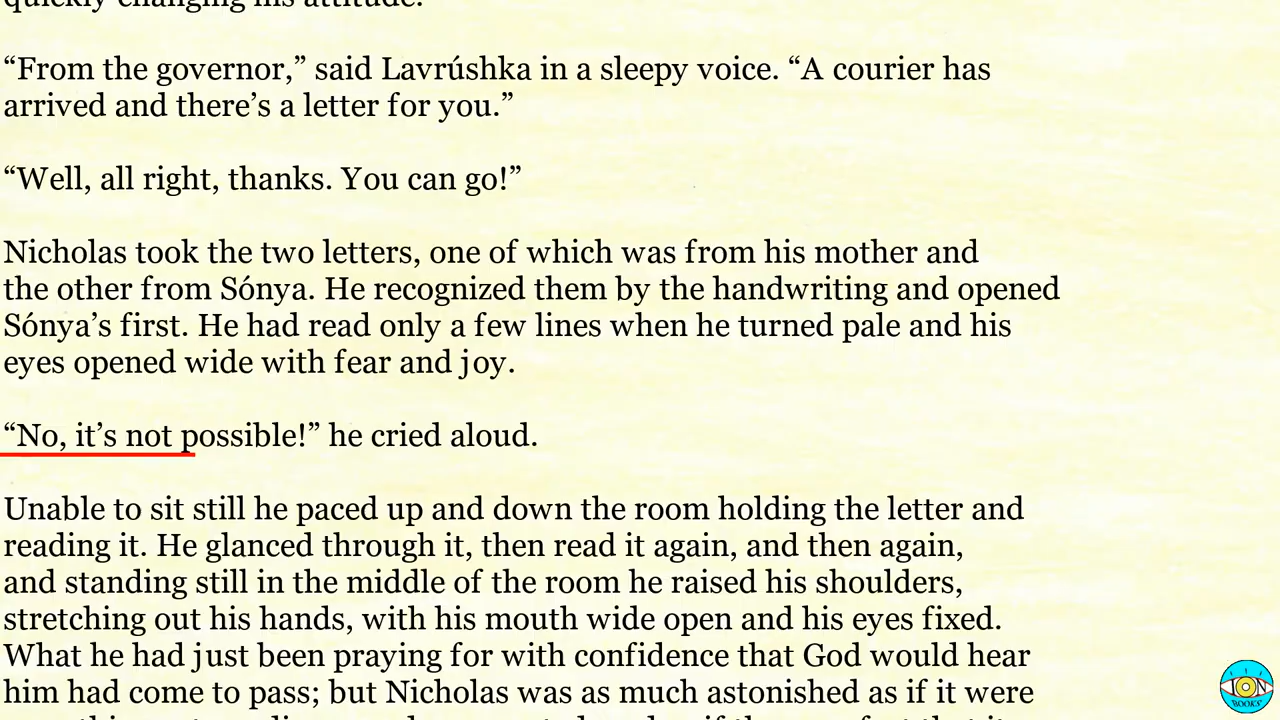 quickly changing his attitude.
“From the governor,” said Lavrúshka in a sleepy voice. “A courier has
arrived and there’s a letter for you.”
“Well, all right, thanks. You can go!”
Nicholas took the two letters, one of which was from his mother and
the other from Sónya. He recognized them by the handwriting and opened
Sónya’s first. He had read only a few lines when he turned pale and his
eyes opened wide with fear and joy.
“No, it’s not possible!” he cried aloud.
Unable to sit still he paced up and down the room holding the letter and
reading it. He glanced through it, then read it again, and then again,
and standing still in the middle of the room he raised his shoulders,
stretching out his hands, with his mouth wide open and his eyes fixed.
What he had just been praying for with confidence that God would hear
him had come to pass; but Nicholas was as much astonished as if it were
ION
BOOKS